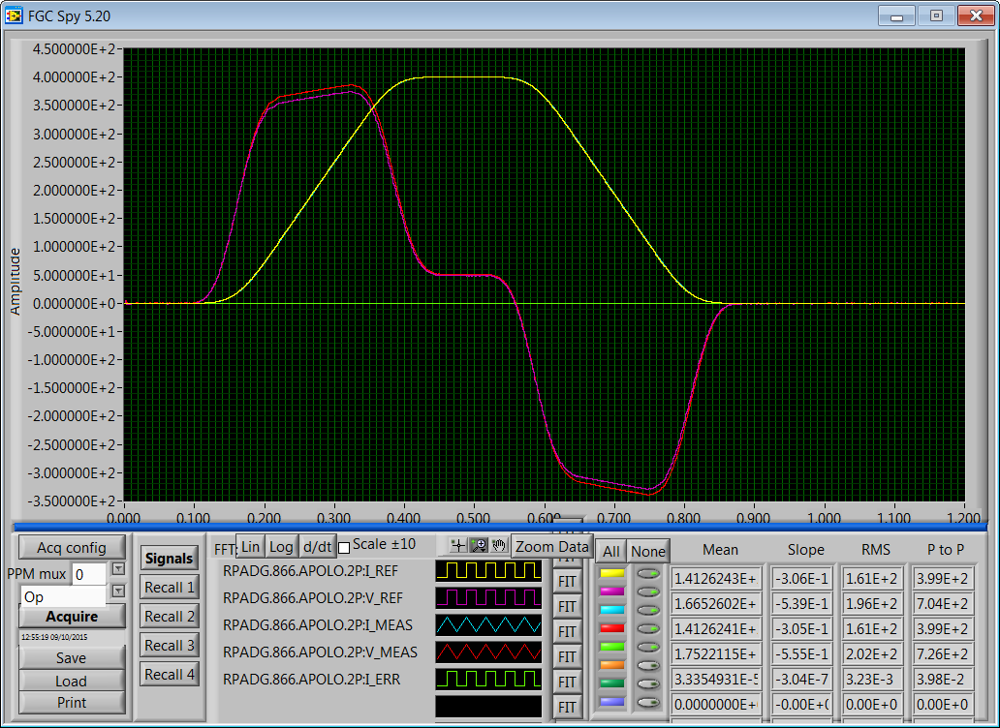 FGC Spy 5.20
4.500000E+2
4.000000E+2
3.500000E+2
3.000000E+2
2.500000E+2
2.000000E+2
1.500000E+2
1.000000E+2
5.000000E+1
0.000000E+0
-5.000000E+1
-1.000000E+2
-1.500000E+2
-2.000000E+2
-2.500000E+2
-3.000000E+2
-3.500000E+2
Amplitude
0.000 0.100 0.200 0.300 0.400 0.500 0.600 0.700 0.800 0.900 1.000 1.100 1.200
Acq config
PPM mux 0
Op
Acquire
12:55:19 09/10/2015
Save
Load
Print
Signals
Recall 1
Recall 2
Recall 3
Recall 4
FFT: Lin Log d/dt Scale ±10 Zoom Data
RPADG.866.APOLO.2P:I_REF
RPADG.866.APOLO.2P:V_REF
RPADG.866.APOLO.2P:I_MEAS
RPADG.866.APOLO.2P:V_MEAS
RPADG.866.APOLO.2P:I_ERR
FIT
FIT
FIT
FIT
FIT
FIT
All None Mean Slope RMS P to P
1.4126243E+ -3.06E-1 1.61E+2 3.99E+2
1.6652602E+ -5.39E-1 1.96E+2 7.04E+2
1.4126241E+ -3.05E-1 1.61E+2 3.99E+2
1.7522115E+ -5.55E-1 2.02E+2 7.26E+2
3.3354931E-5 -3.04E-7 3.23E-3 3.98E-2
0.0000000E+ -0.00E+0 0.00E+0 0.00E+0